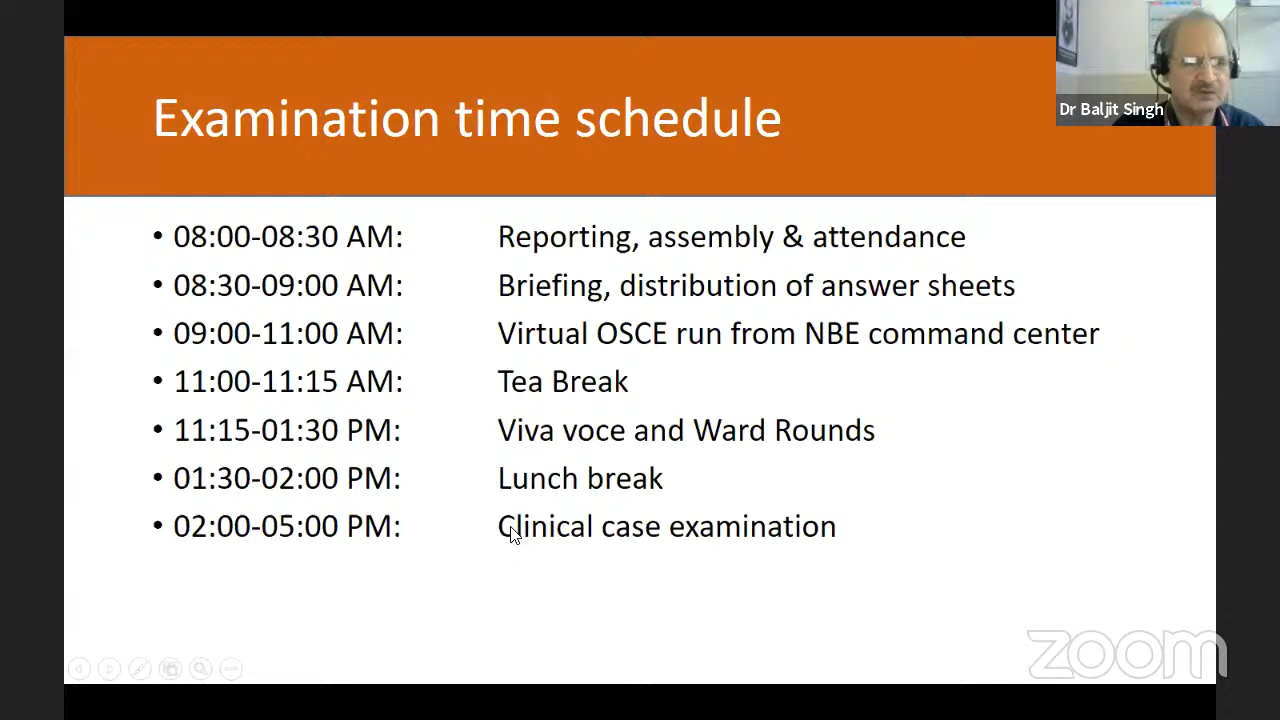 Examination time schedule
Dr Baljit Singh
• 08:00-08:30 AM: Reporting, assembly & attendance
• 08:30-09:00 AM: Briefing, distribution of answer sheets
• 09:00-11:00 AM: Virtual OSCE run from NBE command center
• 11:00-11:15 AM: Tea Break
• 11:15-01:30 PM: Viva voce and Ward Rounds
• 01:30-02:00 PM: Lunch break
• 02:00-05:00 PM: Clinical case examination
zoom